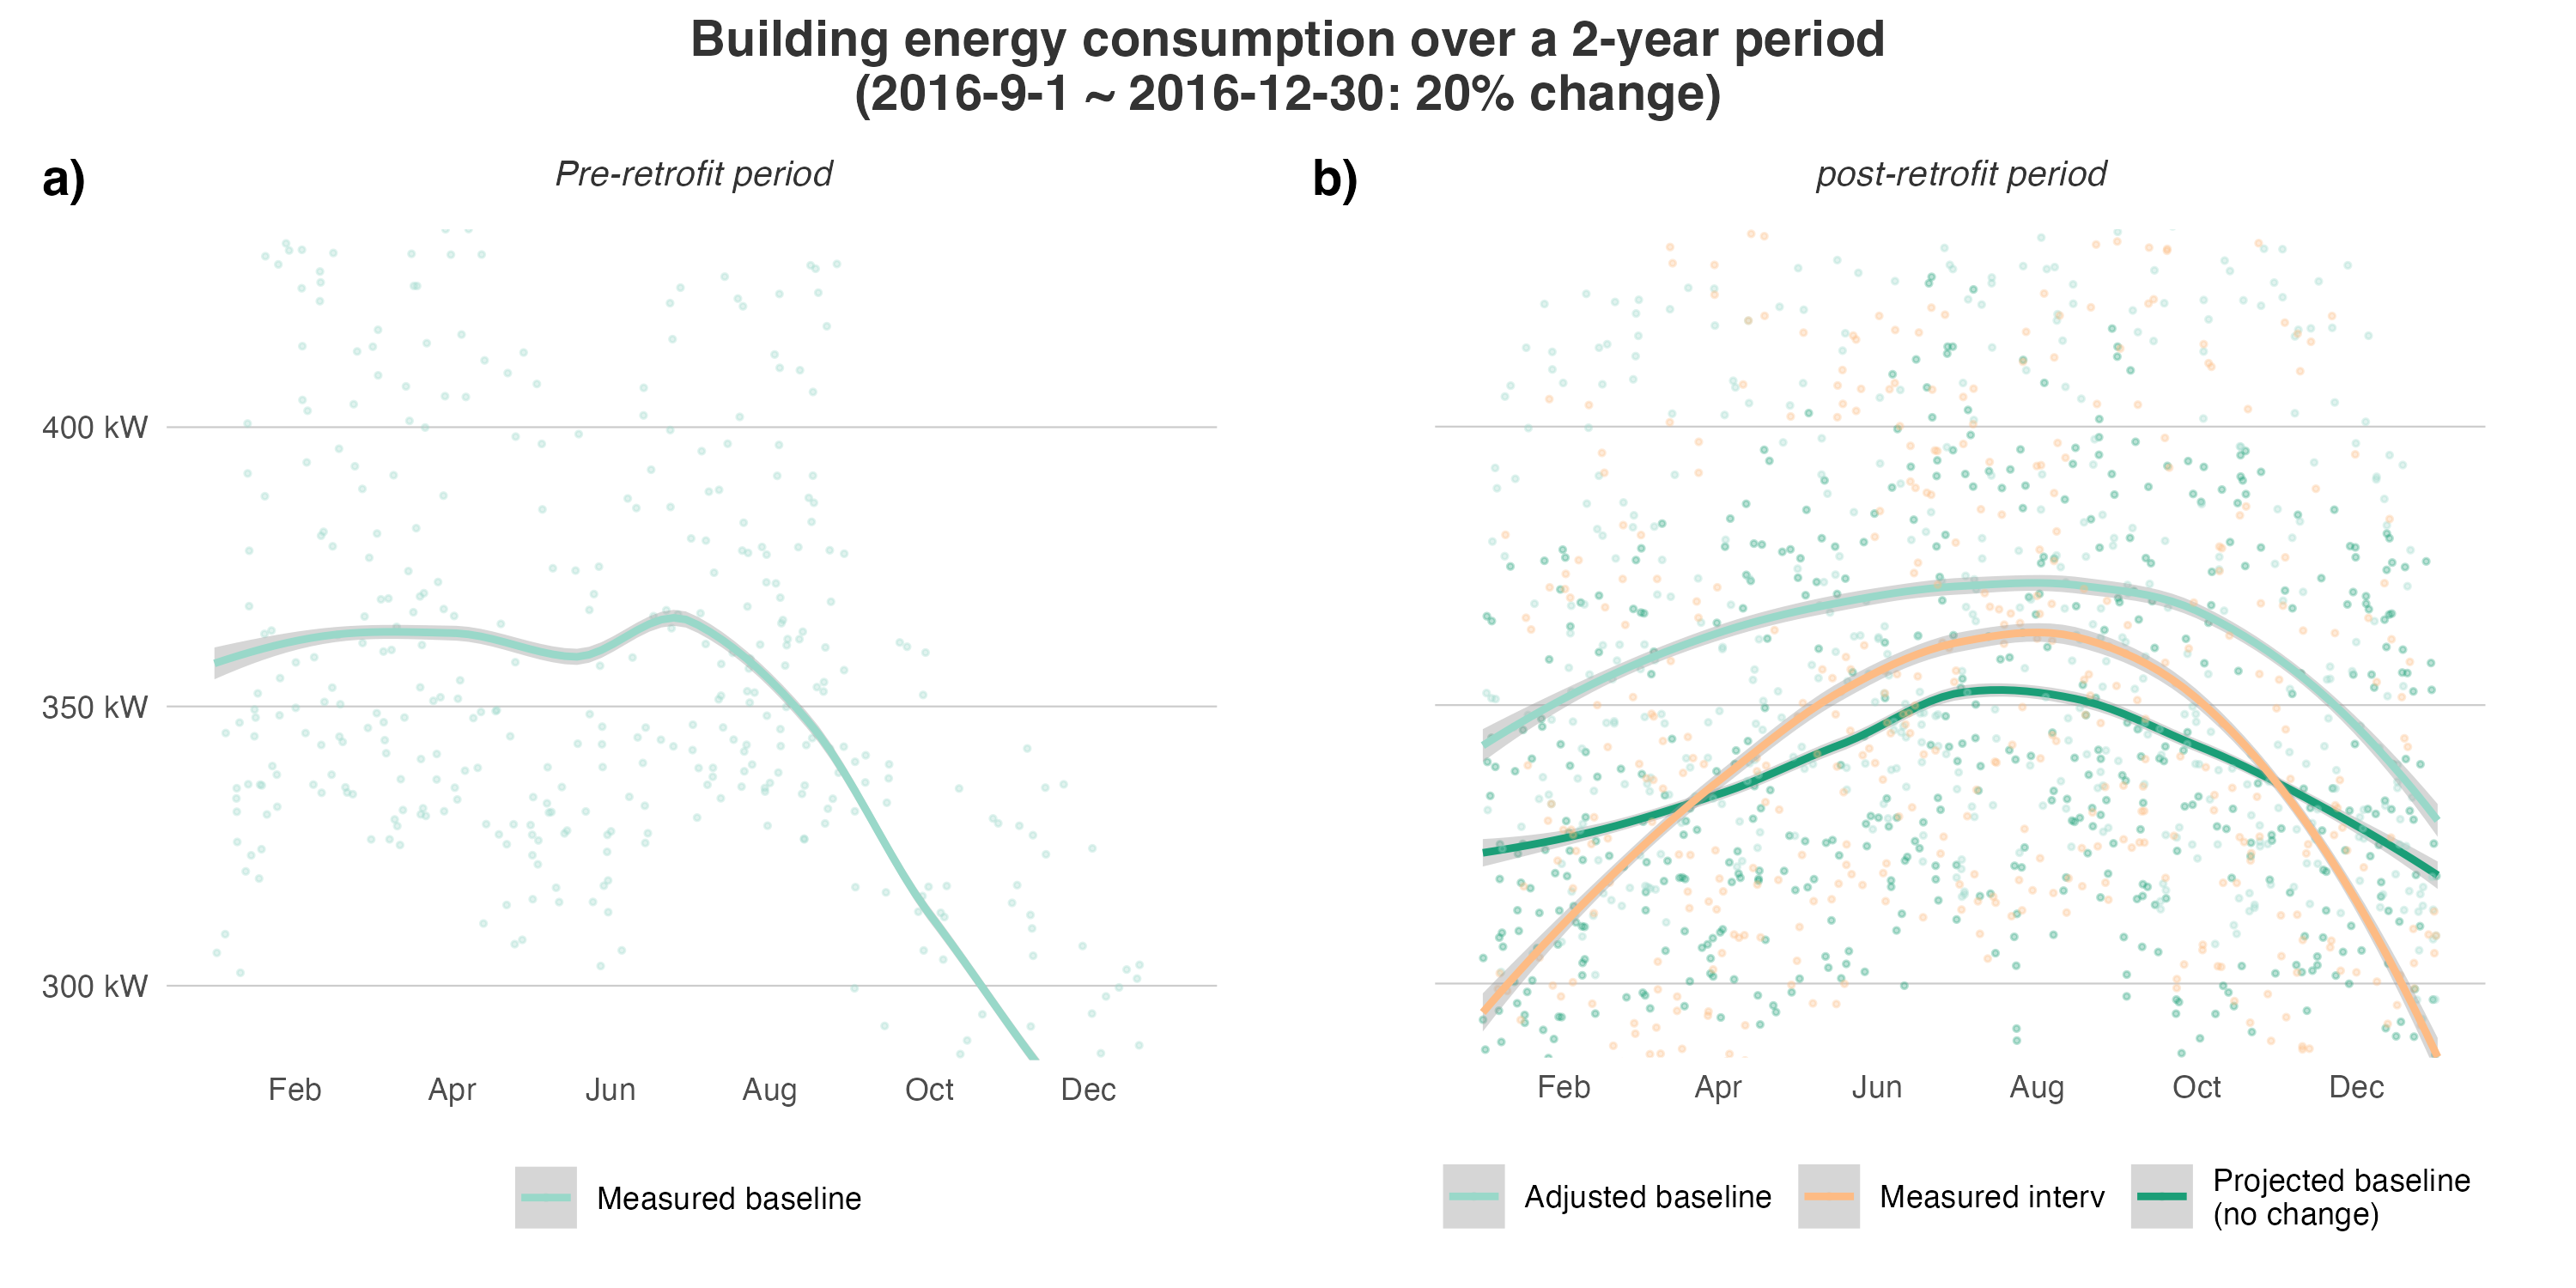 Building energy consumption over a 2-year period
(2016-9-1 ~ 2016-12-30: 20% change)
a)
Pre-retrofit period
400 kW
350 kW
300 kW
Feb Apr Jun Aug Oct Dec
Measured baseline
b)
post-retrofit period
Feb Apr Jun Aug Oct Dec
Adjusted baseline
Measured interv
Projected baseline
(no change)